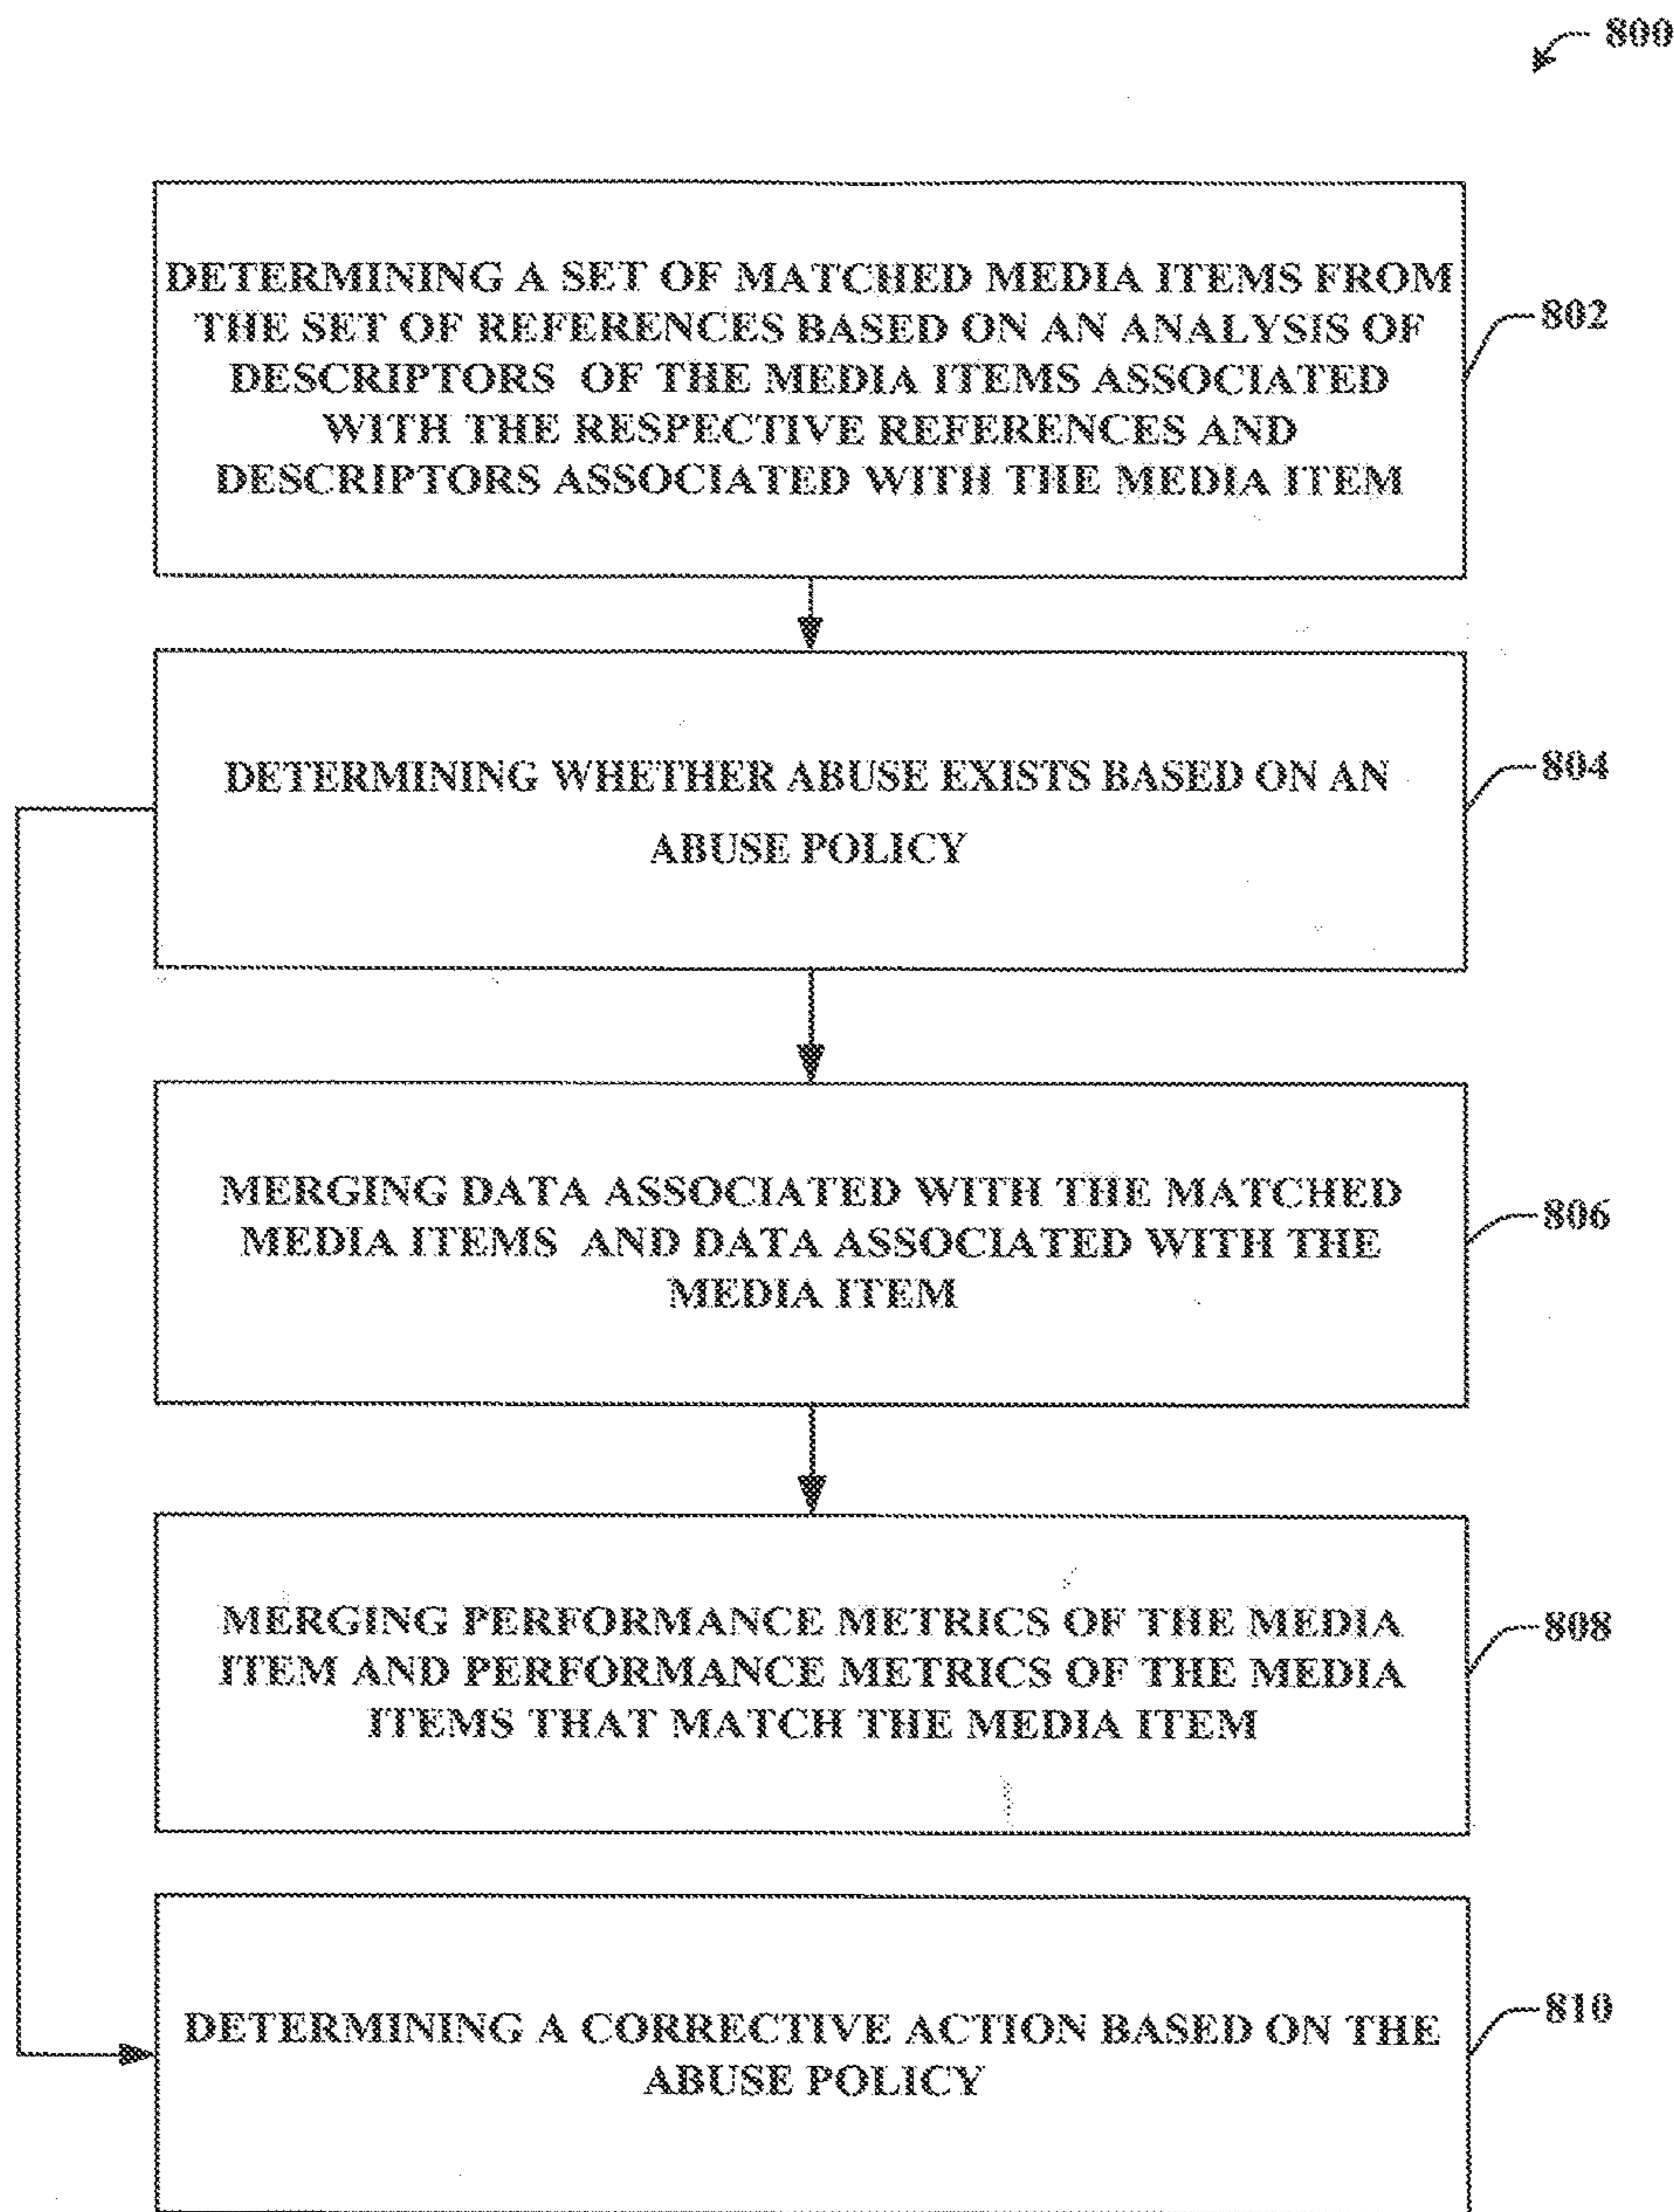 800
DETERMINING A SET OF MATCHED MEDIA ITEMS FROM
THE SET OF REFERENCES BASED ON AN ANALYSIS OF
DESCRIPTORS OF THE MEDIA ITEMS ASSOCIATED
WITH THE RESPECTIVE REFERENCES AND
DESCRIPTORS ASSOCIATED WITH THE MEDIA ITEM
802
DETERMINING WHETHER ABUSE EXISTS BASED ON AN
ABUSE POLICY
804
MERGING DATA ASSOCIATED WITH THE MATCHED
MEDIA ITEMS AND DATA ASSOCIATED WITH THE
MEDIA ITEM
806
MERGING PERFORMANCE METRICS OF THE MEDIA
ITEM AND PERFORMANCE METRICS OF THE MEDIA
ITEMS THAT MATCH THE MEDIA ITEM
808
DETERMINING A CORRECTIVE ACTION BASED ON THE
ABUSE POLICY
810